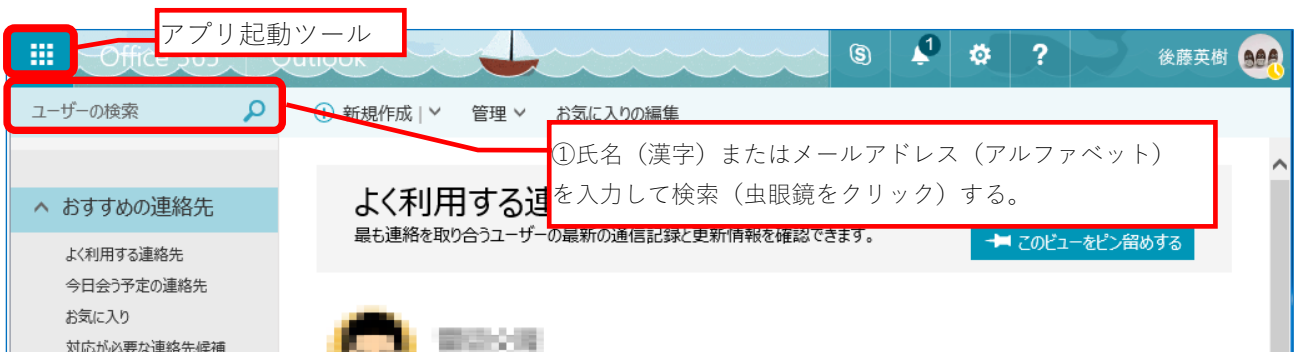 アプリ起動ツール
Office 365
Outlook
1
?
後藤英樹
ユーザーの検索
新規作成
管理
お気に入りの編集
①氏名（漢字）またはメールアドレス（アルファベット）
を入力して検索（虫眼鏡をクリック）する。
おすすめの連絡先
よく利用する連
最も連絡を取り合うユーザーの最新の通信記録と更新情報を確認できます。
このビューをピン留めする
よく利用する連絡先
今日会う予定の連絡先
お気に入り
対応が必要な連絡先候補